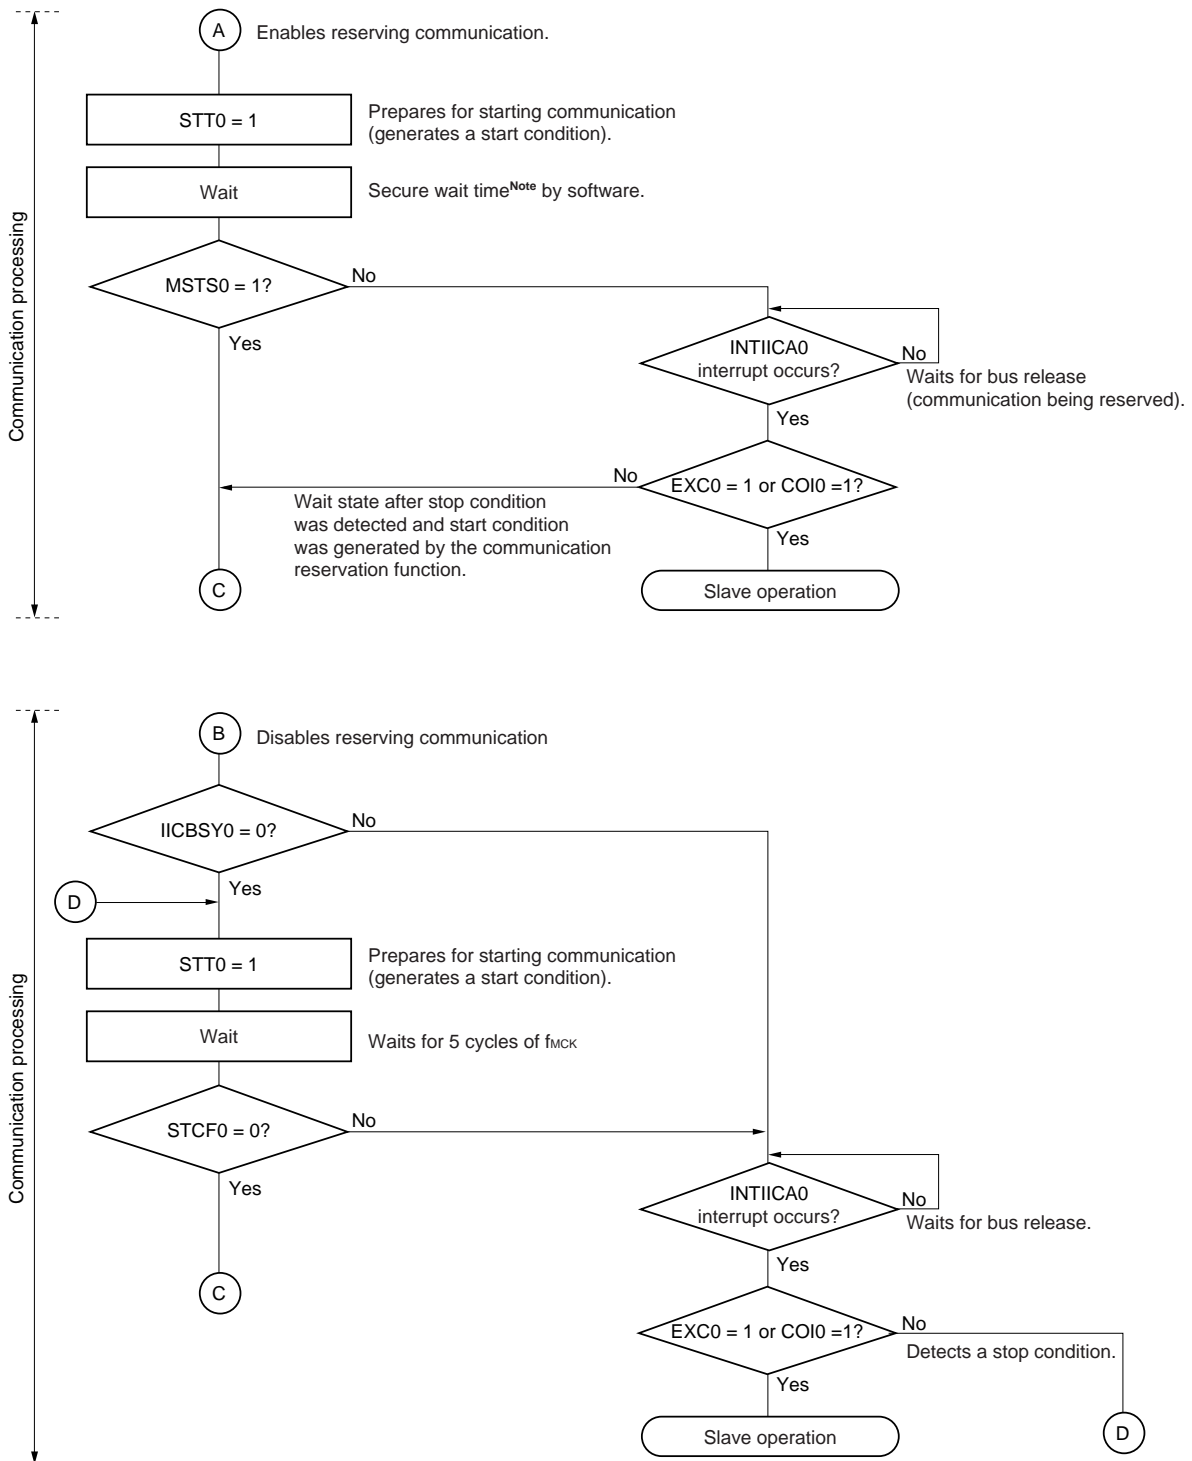 A
Enables reserving communication.
STT0 = 1
Prepares for starting communication
(generates a start condition).
Wait
Secure wait timeNote by software.
Communication processing
MSTS0 = 1?
No
Yes
INTIICA0
interrupt occurs?
No
Waits for bus release
(communication being reserved).
Yes
No
EXC0 = 1 or COI0 =1?
Wait state after stop condition
was detected and start condition
was generated by the communication
reservation function.
Yes
C
Slave operation
B
Disables reserving communication
IICBSY0 = 0?
No
Yes
D
STT0 = 1
Prepares for starting communication
(generates a start condition).
Wait
Waits for 5 cycles of fMCK
Communication processing
STCF0 = 0?
No
Yes
INTIICA0
interrupt occurs?
No
Waits for bus release.
Yes
C
EXC0 = 1 or COI0 =1?
No
Detects a stop condition.
Yes
Slave operation
D